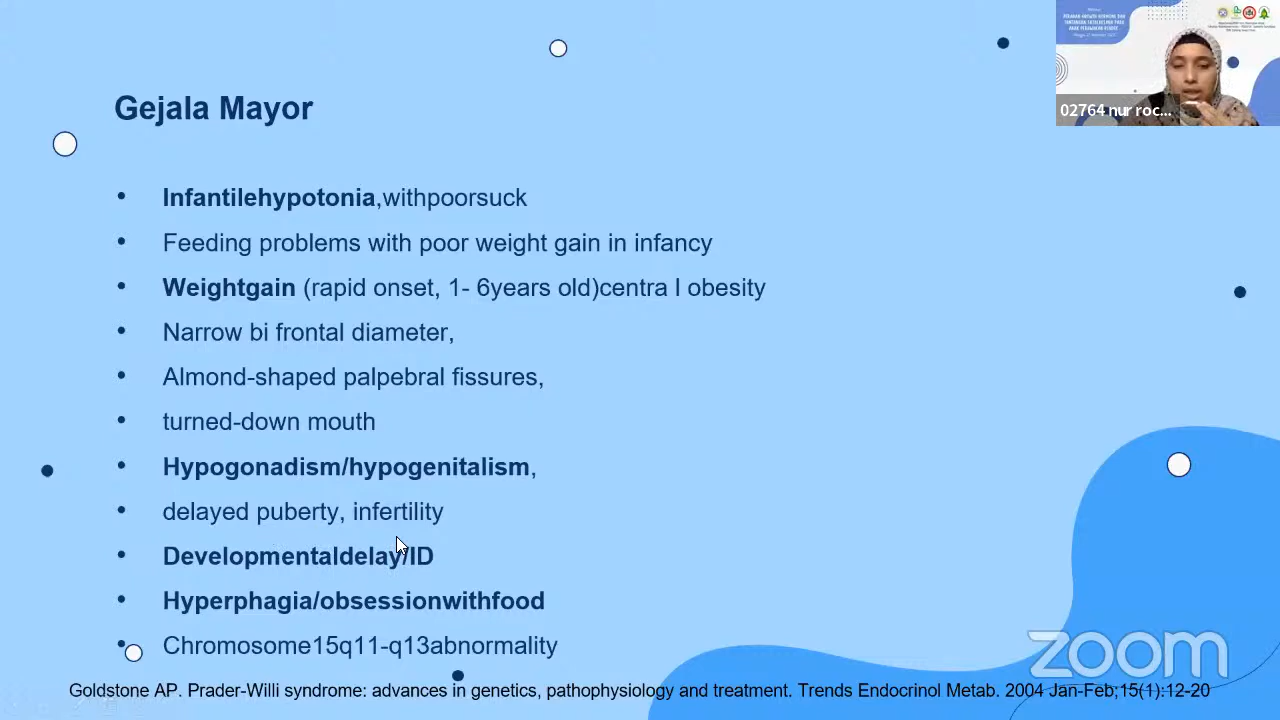 Gejala Mayor
• Infantilehypotonia,withpoorsuck
• Feeding problems with poor weight gain in infancy
• Weightgain (rapid onset, 1- 6years old)centra l obesity
• Narrow bi frontal diameter,
• Almond-shaped palpebral fissures,
• turned-down mouth
• Hypogonadism/hypogenitalism,
• delayed puberty, infertility
• Developmentaldelay/ID
• Hyperphagia/obsessionwithfood
• Chromosome15q11-q13abnormality
Goldstone AP. Prader-Willi syndrome: advances in genetics, pathophysiology and treatment. Trends Endocrinol Metab. 2004 Jan-Feb;15(1):12-20
02764 nur roc...
zoom